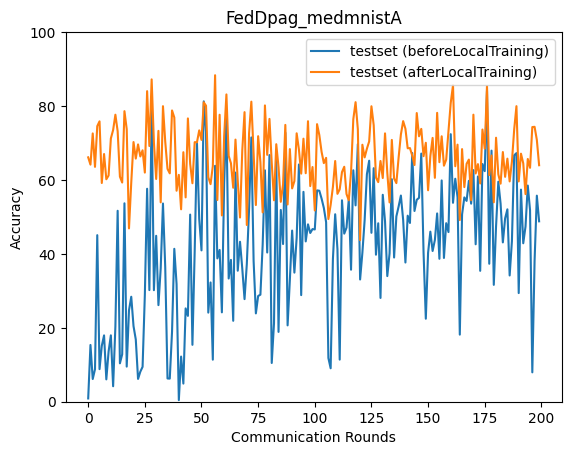 FedDpag_medmnistA
testset (beforeLocalTraining)
testset (afterLocalTraining)
Accuracy
100
80
60
40
20
0
0 25 50 75 100 125 150 175 200
Communication Rounds